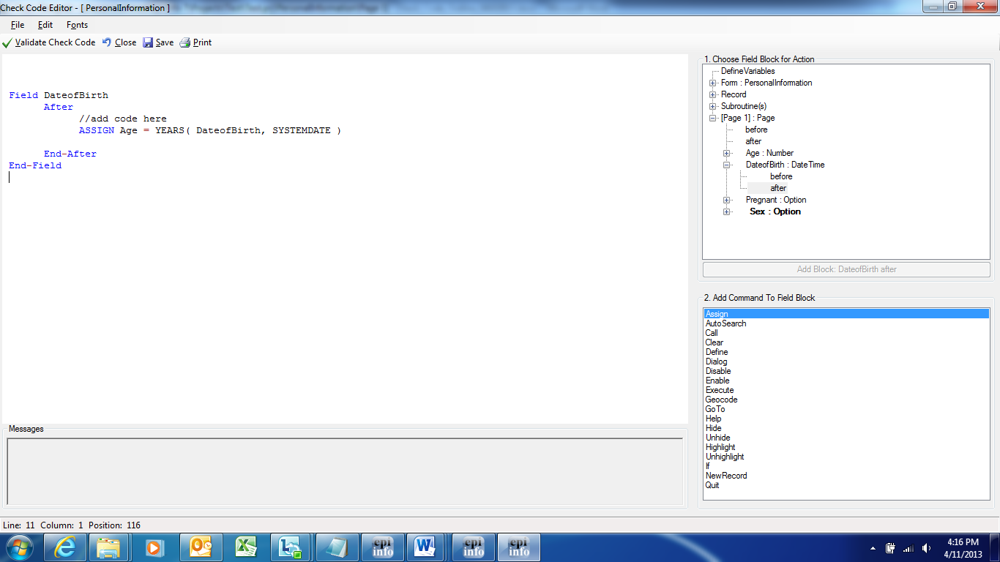 Check Code Editor - [ PersonalInformation ]
File Edit Fonts
Validate Check Code Close Save Print
Field DateofBirth
After
//add code here
ASSIGN Age = YEARS( DateofBirth, SYSTEMDATE )
End-After
End-Field
Messages
1. Choose Field Block for Action
DefineVariables
Form : PersonalInformation
Record
Subroutine(s)
[Page 1] : Page
before
after
Age : Number
DateofBirth : DateTime
before
after
Pregnant : Option
Sex : Option
Add Block: DateofBirth after
2. Add Command To Field Block
Assign
AutoSearch
Call
Clear
Define
Dialog
Disable
Enable
Execute
Geocode
GoTo
Help
Hide
Unhide
Highlight
Unhighlight
If
NewRecord
Quit
Line: 11 Column: 1 Position: 116
epi info
epi info
epi info
4:16 PM
4/11/2013